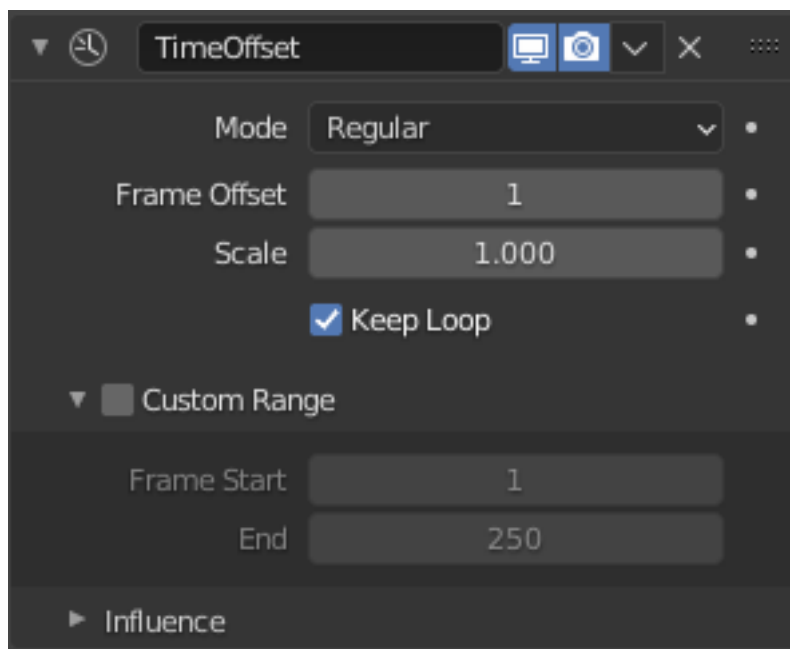 TimeOffset
Mode Regular
Frame Offset 1
Scale 1.000
Keep Loop
Custom Range
Frame Start 1
End 250
Influence